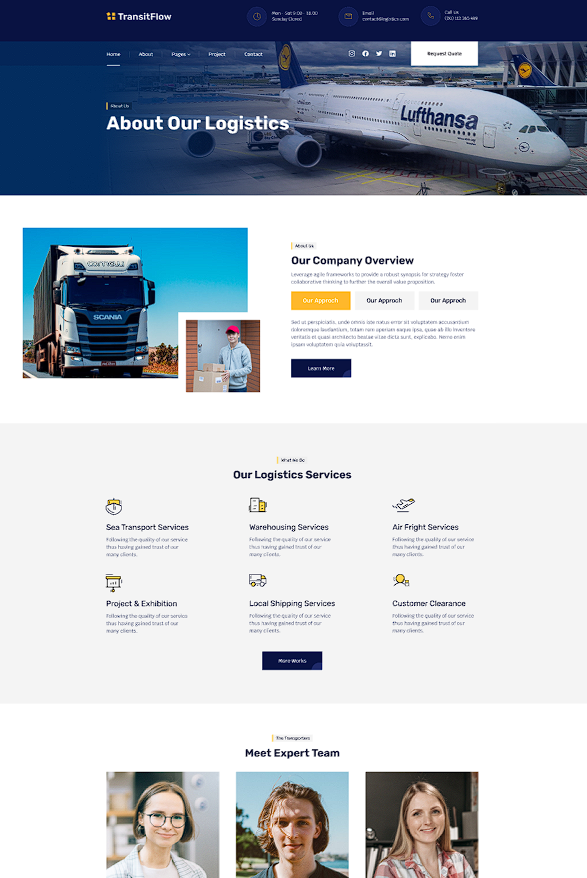 TransitFlow
Mon - Sat 9.00 - 18.00
Sunday Closed
Email
contact@logistics.com
Call Us
Home
About
Pages
Project
Contact
Request Quote
About Us
About Our Logistics
Lufthansa
SCANIA
About Us
Our Company Overview
Leverage agile frameworks to provide a robust synopsis for strategy foster
collaborative thinking to further the overall value proposition.
Our Approch
Our Approch
Our Approch
Sed ut perspiciatis, unde omnis iste natus error sit voluptatem accusantium
doloremque laudantium, totam rem aperiam eaque ipsa, quae ab illo inventore
veritatis et quasi architecto beatae vitae dicta sunt, explicabo. Nemo enim
ipsam voluptatem quia voluptassit.
Learn More
What We Do
Our Logistics Services
Sea Transport Services
Following the quality of our service
thus having gained trust of our
many clients.
Warehousing Services
Following the quality of our service
thus having gained trust of our
many clients.
Air Fright Services
Following the quality of our service
thus having gained trust of our
many clients.
Project & Exhibition
Following the quality of our service
thus having gained trust of our
many clients.
Local Shipping Services
Following the quality of our service
thus having gained trust of our
many clients.
Customer Clearance
Following the quality of our service
thus having gained trust of our
many clients.
More Works
The Transporters
Meet Expert Team